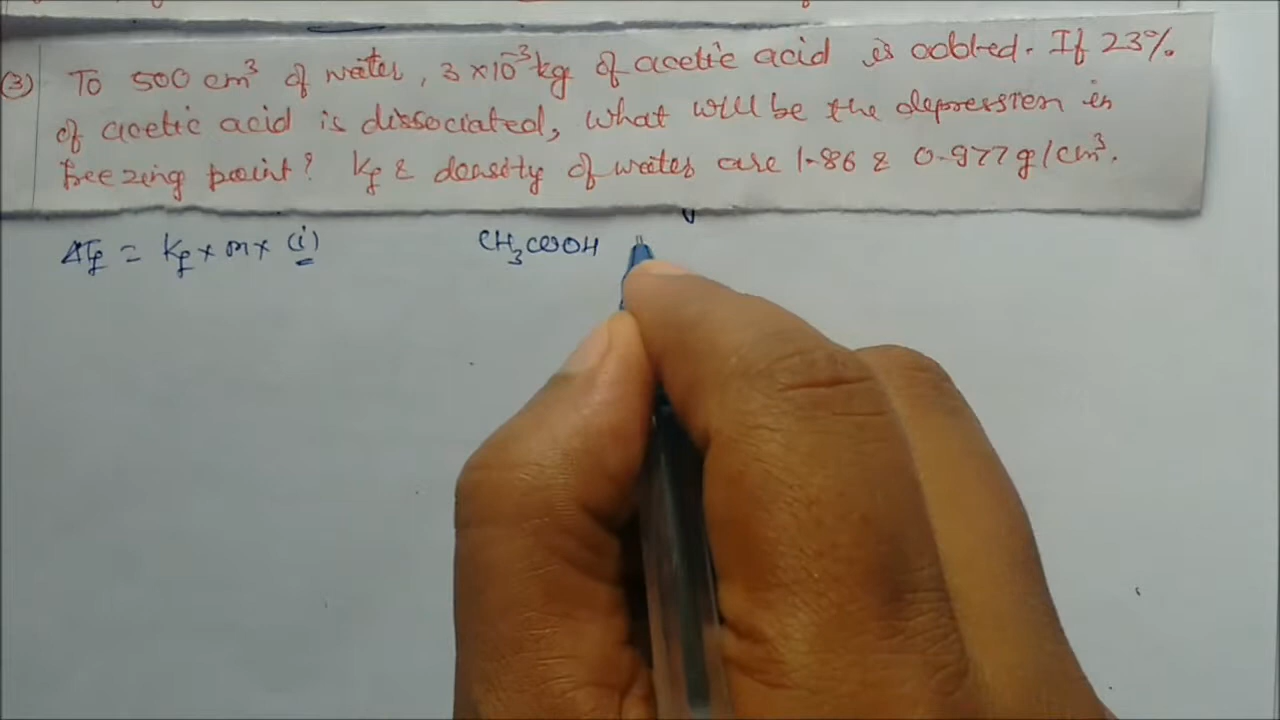 (3) To 500 cm³ of water, 3×10⁻³ kg of acetic acid is added. If 23%
of acetic acid is dissociated, what will be the depression in
freezing point? Kf & density of water are 1.86 & 0.977 g/cm³.
ΔTf = Kf × m × (i) CH₃COOH